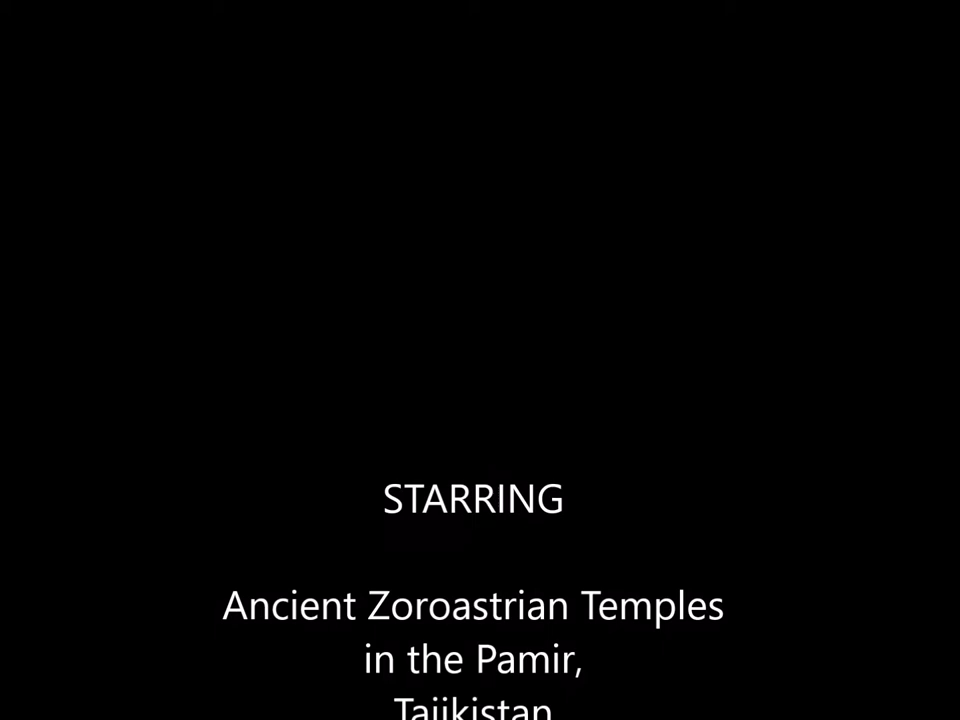 STARRING
Ancient Zoroastrian Temples
in the Pamir,
Tajikistan